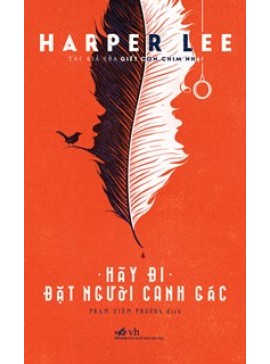 HARPER LEE
TÁC GIẢ CỦA GIẾT CON CHIM NHẠI
HÃY ĐI
ĐẶT NGƯỜI CANH GÁC
PHẠM VIÊM PHƯƠNG dịch
nhã